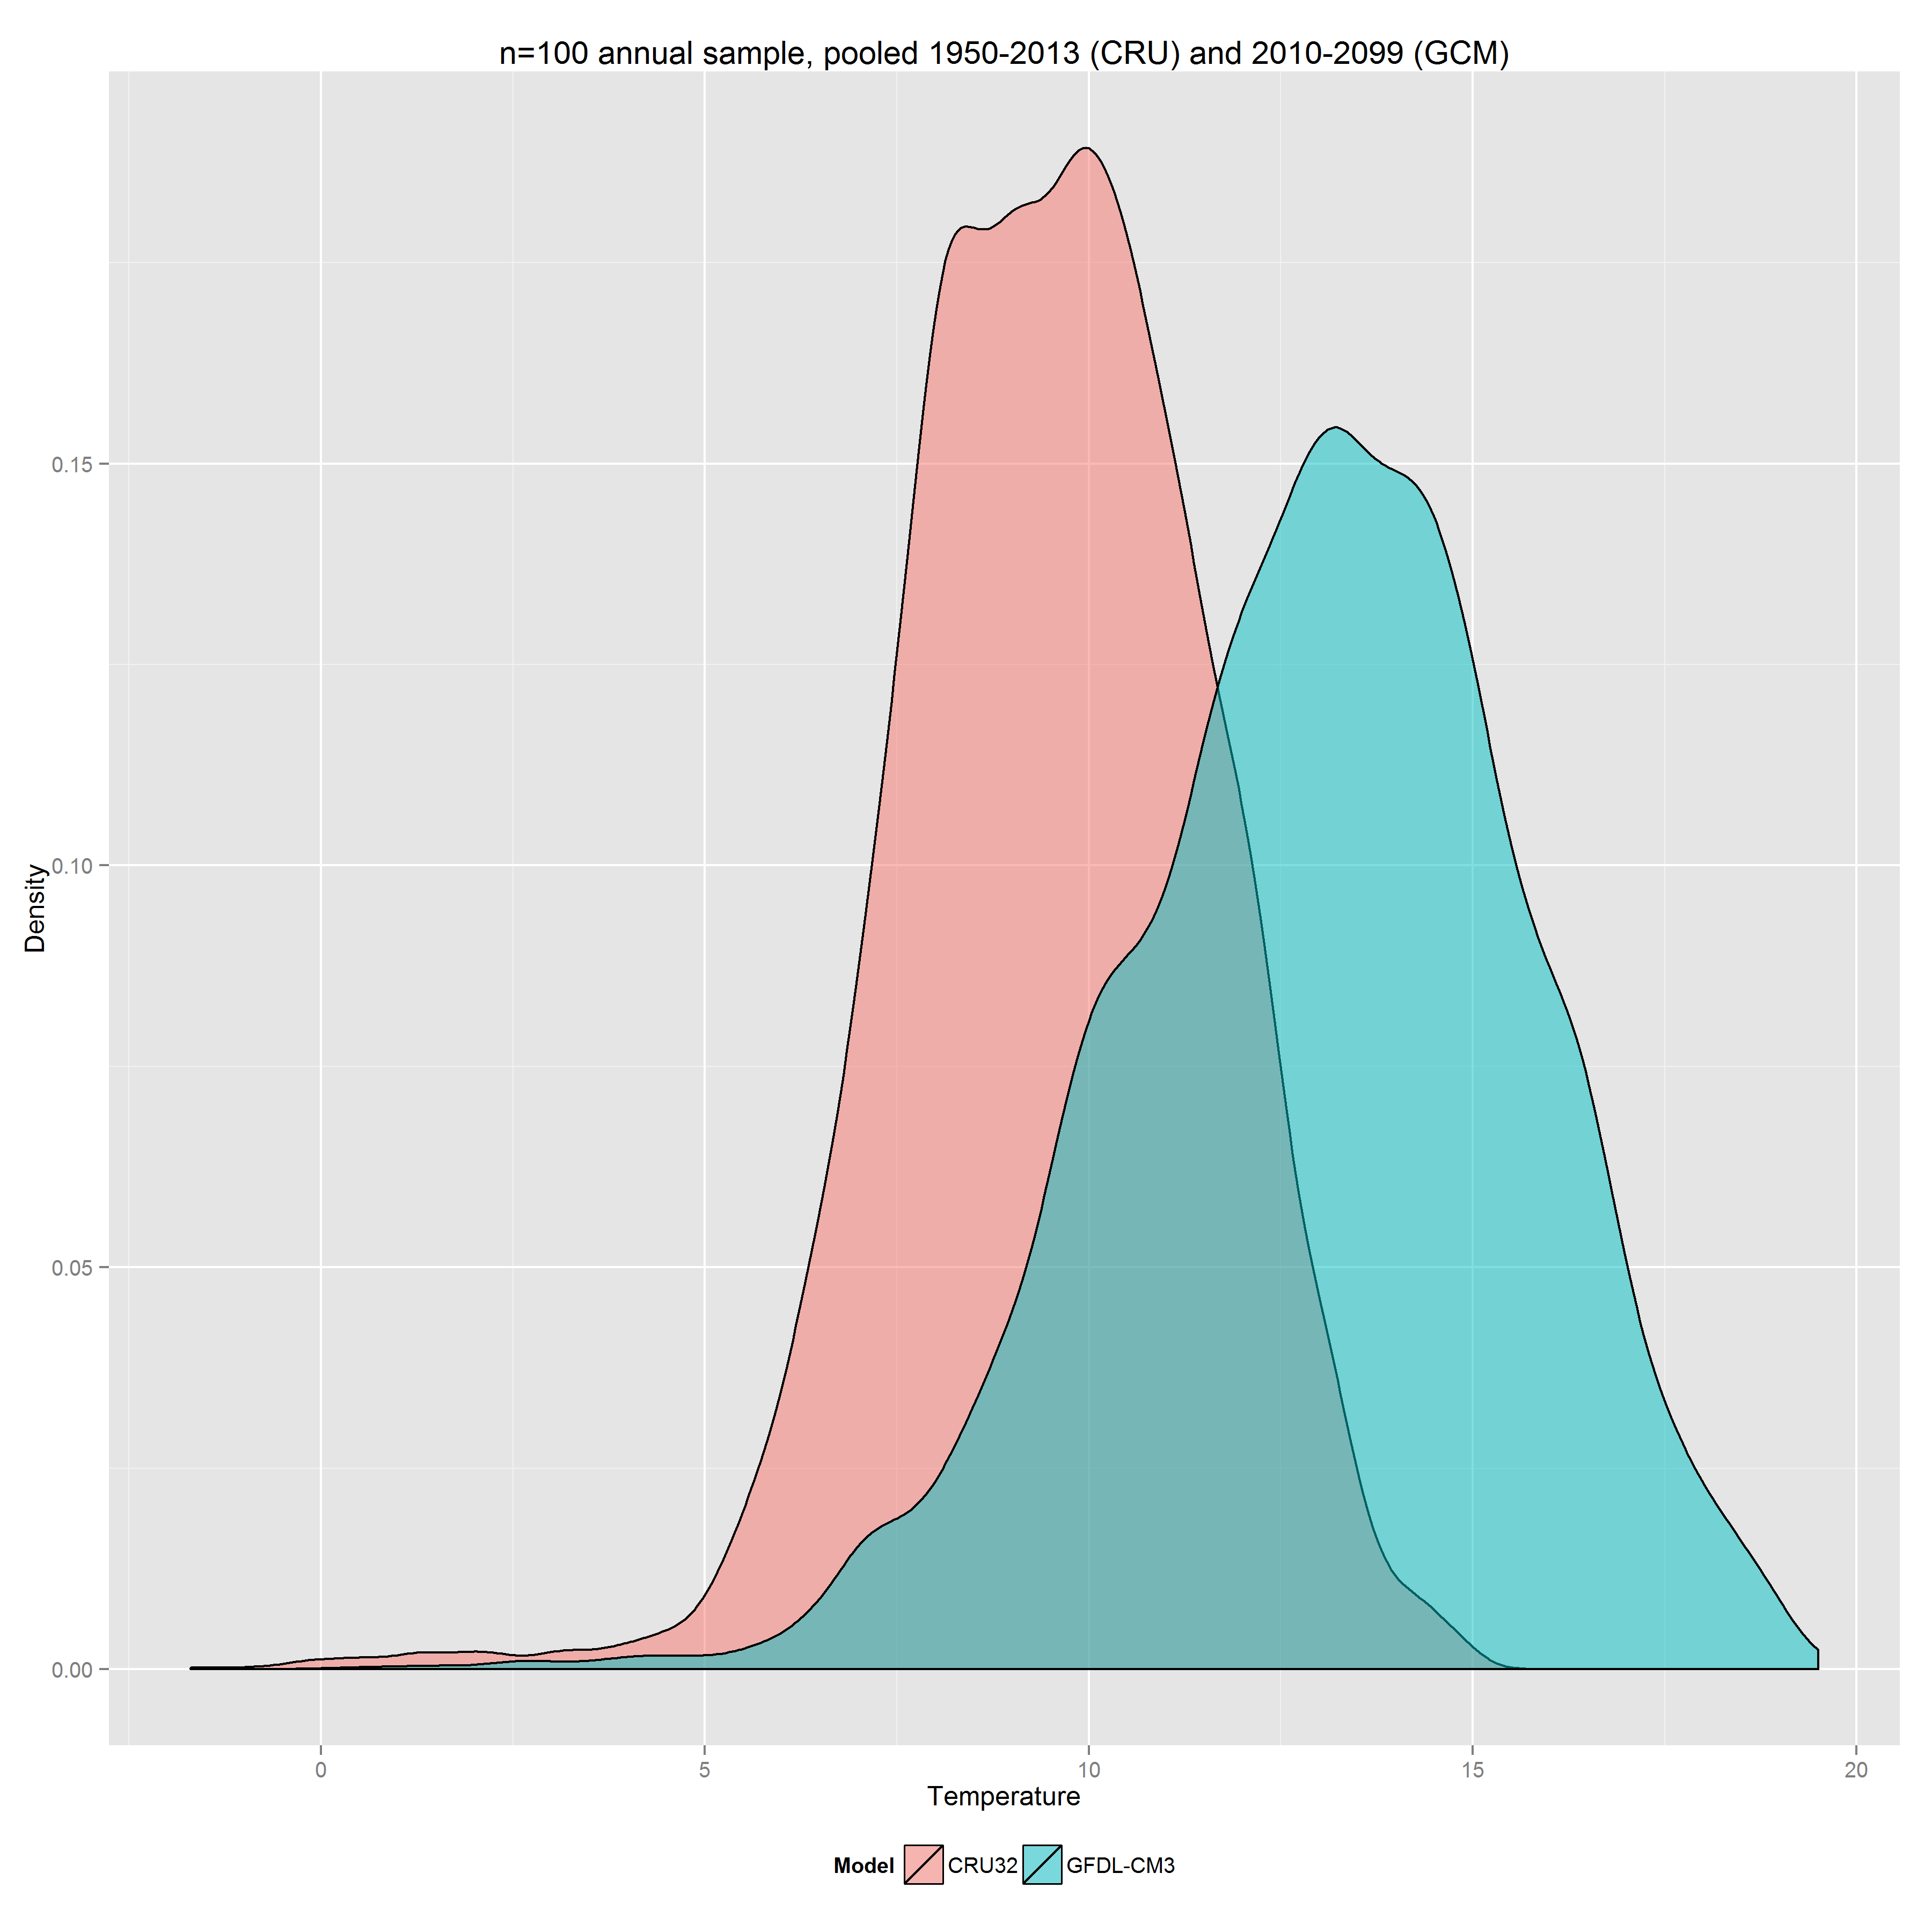 n=100 annual sample, pooled 1950-2013 (CRU) and 2010-2099 (GCM)
Density
0.15
0.10
0.05
0.00
0 5 10 15 20
Temperature
Model CRU32 GFDL-CM3